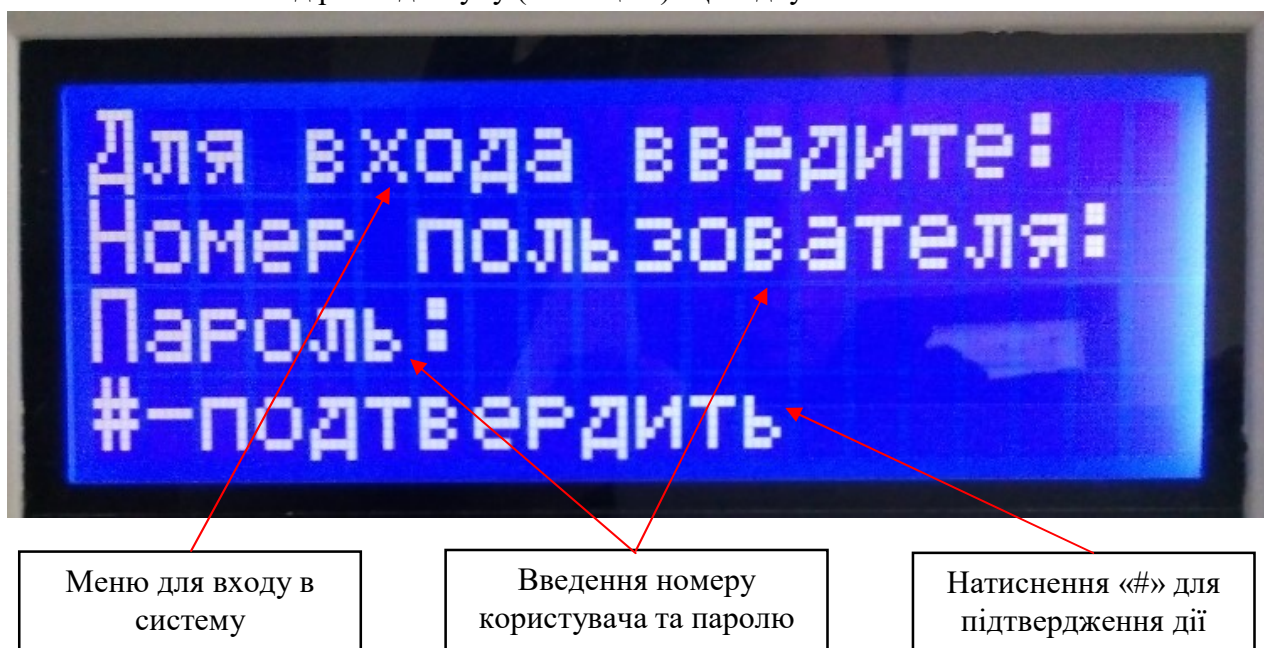 Для входа введите:
Номер пользователя:
Пароль:
#-подтвердить
Меню для входу в
систему
Введення номеру
користувача та паролю
Натиснення «#» для
підтвердження дії